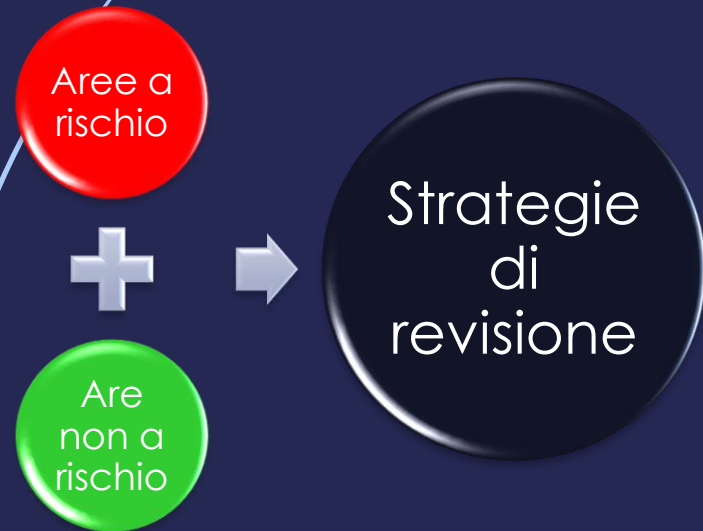 Aree a
rischio
Are
non a
rischio
Strategie
di
revisione